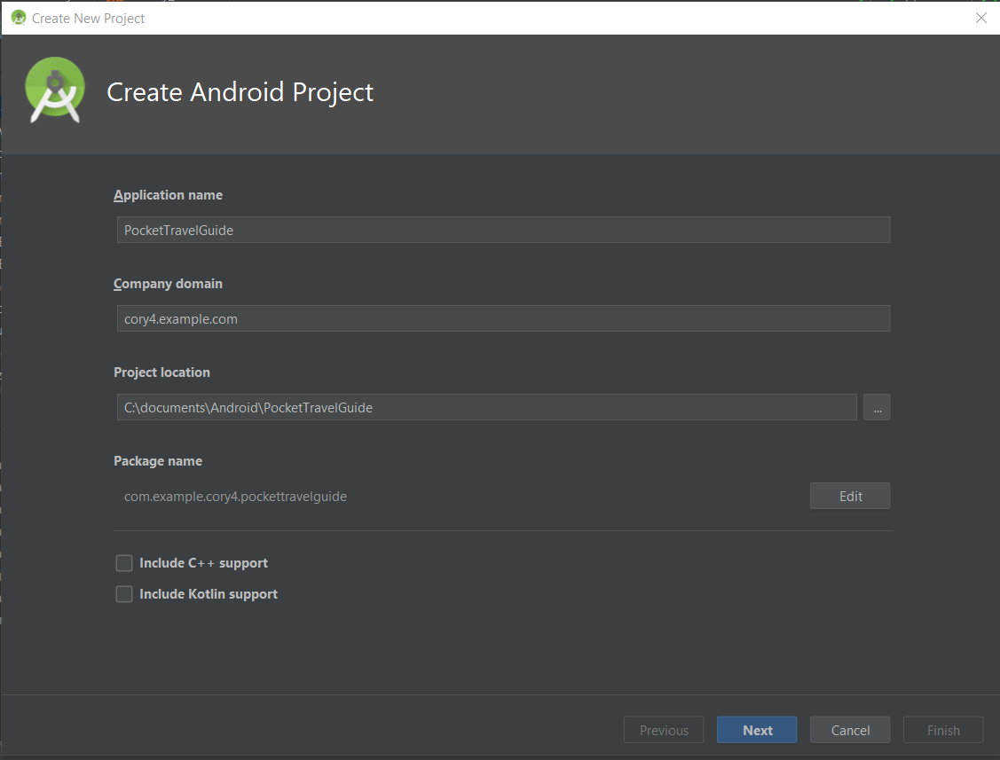 Create New Project
Create Android Project
Application name
PocketTravelGuide
Company domain
cory4.example.com
Project location
C:\documents\Android\PocketTravelGuide
...
Package name
com.example.cory4.pockettravelguide
Edit
Include C++ support
Include Kotlin support
Previous Next Cancel Finish